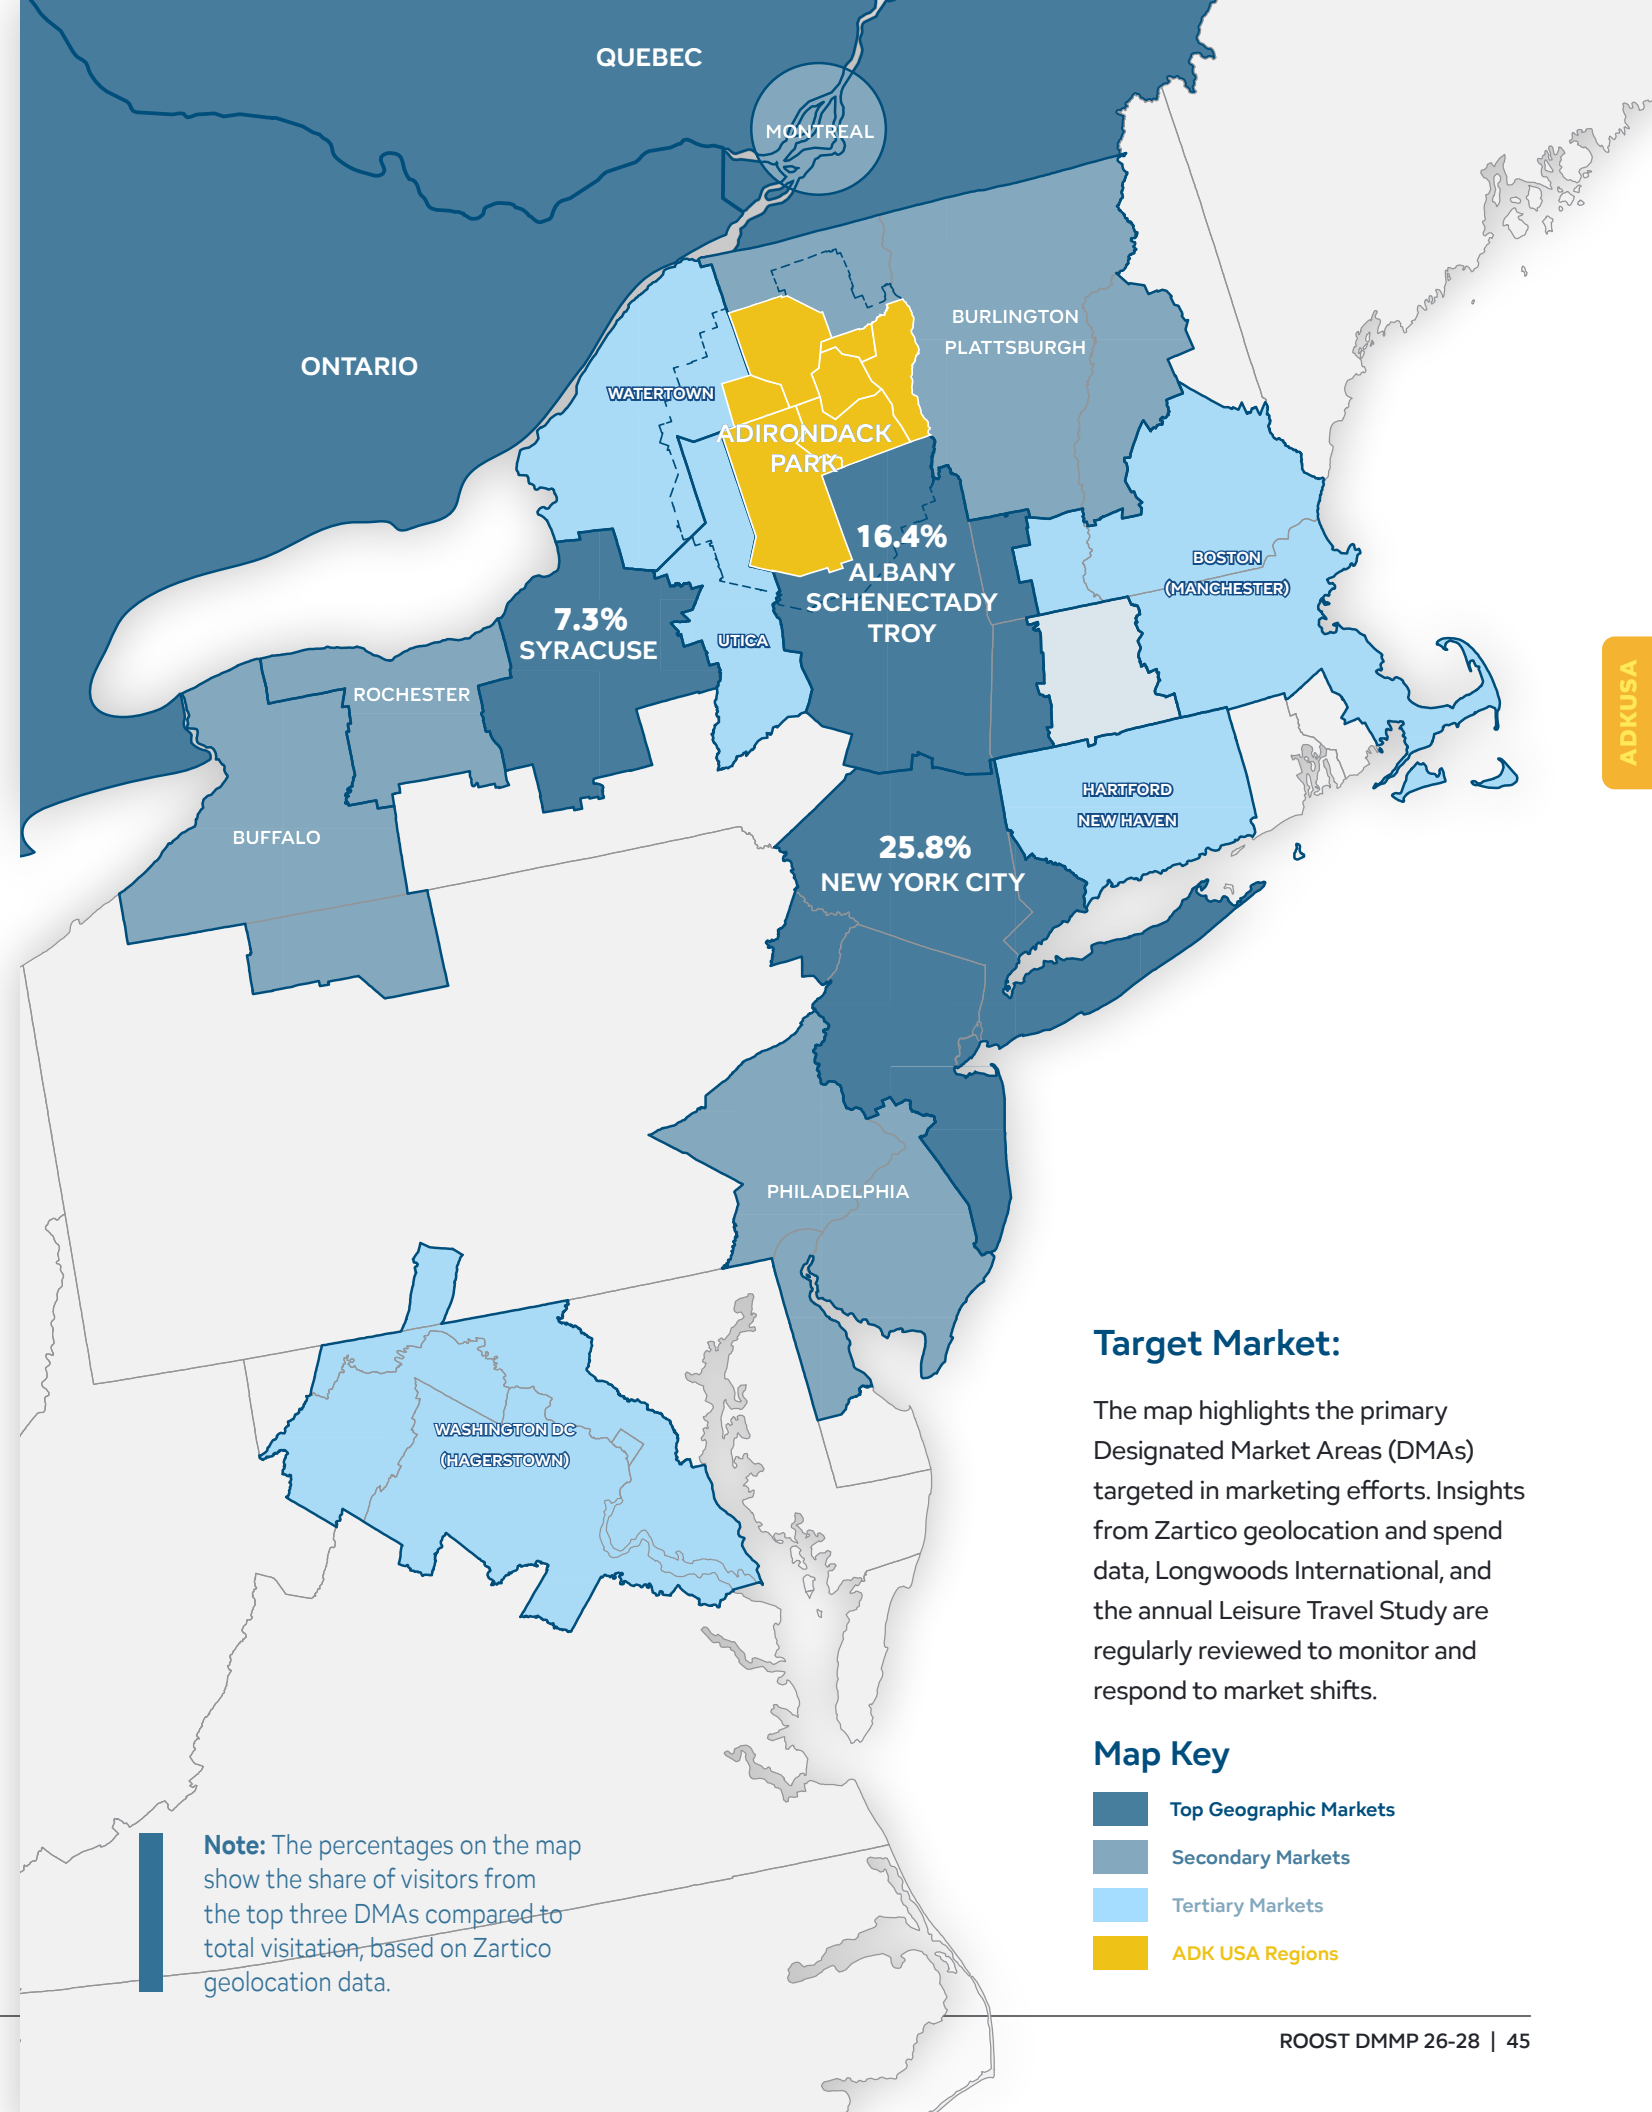 QUEBEC
MONTREAL
ONTARIO
BURLINGTON
PLATTSBURGH
WATERTOWN
ADIRONDACK
PARK
16.4%
ALBANY
SCHENECTADY
TROY
BOSTON
(MANCHESTER)
7.3%
SYRACUSE
UTICA
ROCHESTER
ADKUSA
HARTFORD
NEW HAVEN
BUFFALO
25.8%
NEW YORK CITY
PHILADELPHIA
WASHINGTON DC
(HAGERSTOWN)
Target Market:
The map highlights the primary
Designated Market Areas (DMAs)
targeted in marketing efforts. Insights
from Zartico geolocation and spend
data, Longwoods International, and
the annual Leisure Travel Study are
regularly reviewed to monitor and
respond to market shifts.
Map Key
Top Geographic Markets
Secondary Markets
Tertiary Markets
ADK USA Regions
Note: The percentages on the map
show the share of visitors from
the top three DMAs compared to
total visitation, based on Zartico
geolocation data.
ROOST DMMP 26-28 | 45